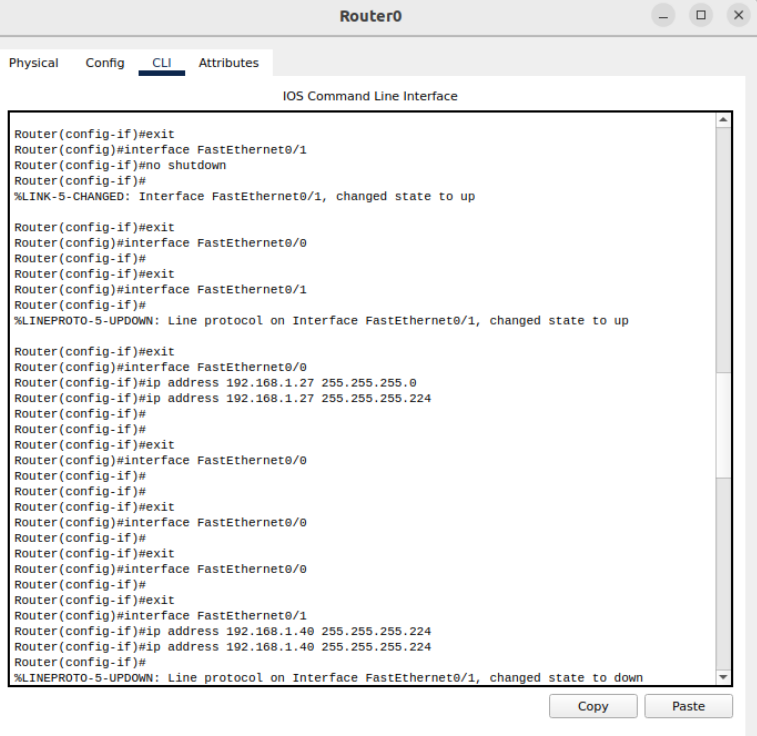 Router0
Physical Config CLI Attributes
IOS Command Line Interface
Router(config-if)#exit
Router(config)#interface FastEthernet0/1
Router(config-if)#no shutdown
Router(config-if)#
%LINK-5-CHANGED: Interface FastEthernet0/1, changed state to up
Router(config-if)#exit
Router(config)#interface FastEthernet0/0
Router(config-if)#
Router(config-if)#exit
Router(config)#interface FastEthernet0/1
Router(config-if)#
%LINEPROTO-5-UPDOWN: Line protocol on Interface FastEthernet0/1, changed state to up
Router(config-if)#exit
Router(config)#interface FastEthernet0/0
Router(config-if)#ip address 192.168.1.27 255.255.255.0
Router(config-if)#ip address 192.168.1.27 255.255.255.224
Router(config-if)#
Router(config-if)#
Router(config-if)#exit
Router(config)#interface FastEthernet0/0
Router(config-if)#
Router(config-if)#
Router(config-if)#exit
Router(config)#interface FastEthernet0/0
Router(config-if)#
Router(config-if)#exit
Router(config)#interface FastEthernet0/0
Router(config-if)#
Router(config-if)#exit
Router(config)#interface FastEthernet0/1
Router(config-if)#ip address 192.168.1.40 255.255.255.224
Router(config-if)#ip address 192.168.1.40 255.255.255.224
Router(config-if)#
%LINEPROTO-5-UPDOWN: Line protocol on Interface FastEthernet0/1, changed state to down
Copy Paste